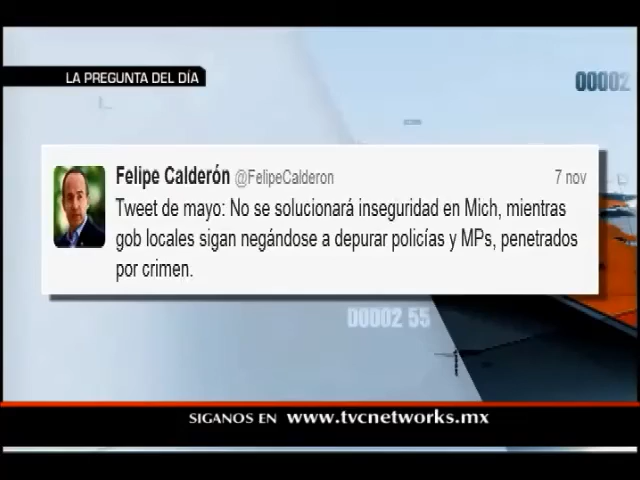 LA PREGUNTA DEL DÍA
00002
Felipe Calderón @FelipeCalderon 7 nov
Tweet de mayo: No se solucionará inseguridad en Mich, mientras
gob locales sigan negándose a depurar policías y MPs, penetrados
por crimen.
D0002 55
SIGANOS EN www.tvcnetworks.mx